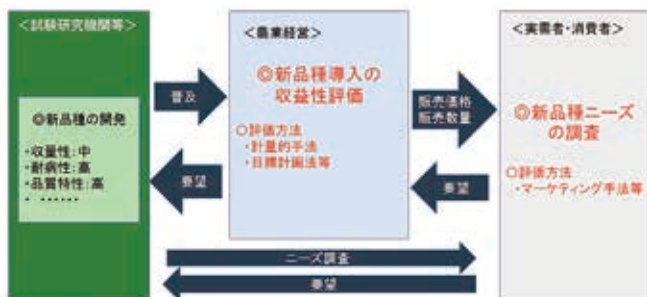 ＜試験研究機関等＞
◎新品種の開発
・収量性：中
・耐病性：高
・品質特性：高
・ ……
普及
要望
＜農業経営＞
◎新品種導入の
収益性評価
○評価方法
・計量的手法
・目標計画法等
販売価格
販売数量
要望
＜実需者・消費者＞
◎新品種ニーズ
の調査
○評価方法
・マーケティング手法等
ニーズ調査
要望